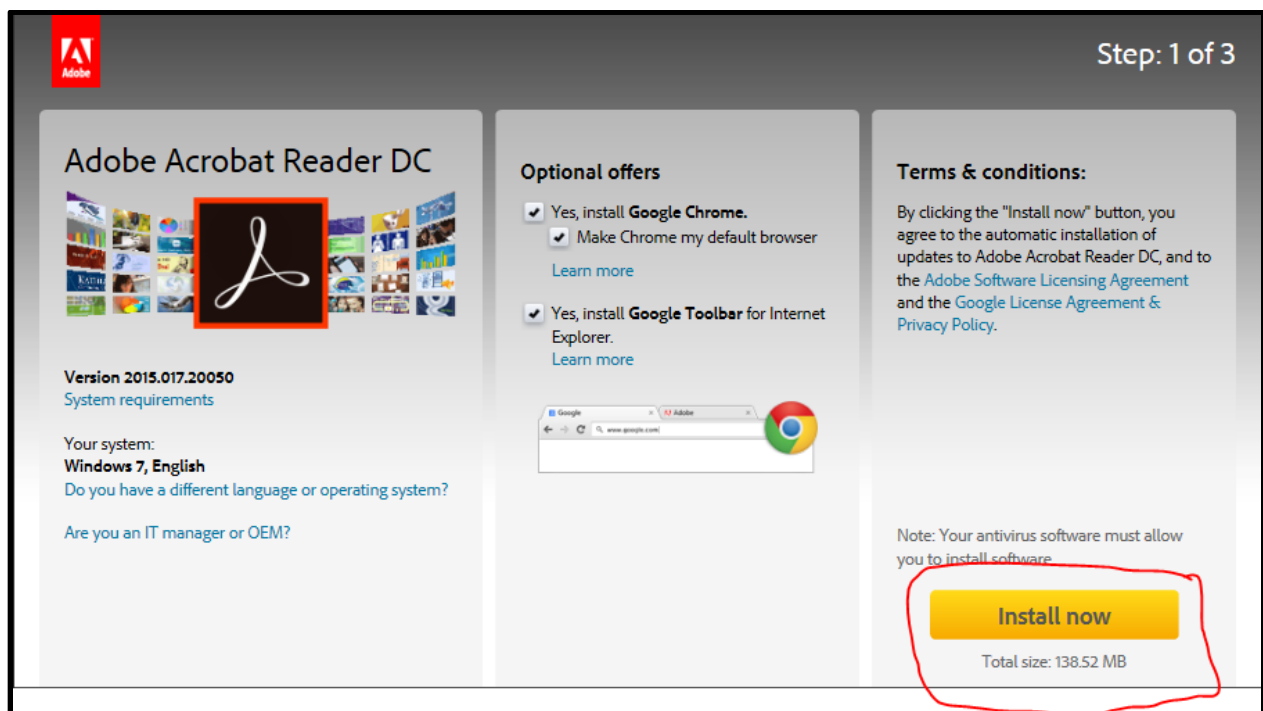 Adobe
Step: 1 of 3
Adobe Acrobat Reader DC
Version 2015.017.20050
System requirements
Your system:
Windows 7, English
Do you have a different language or operating system?
Are you an IT manager or OEM?
Optional offers
Yes, install Google Chrome.
Make Chrome my default browser
Learn more
Yes, install Google Toolbar for Internet
Explorer.
Learn more
Google
Adobe
www.google.com
Terms & conditions:
By clicking the "Install now" button, you
agree to the automatic installation of
updates to Adobe Acrobat Reader DC, and to
the Adobe Software Licensing Agreement
and the Google License Agreement &
Privacy Policy.
Note: Your antivirus software must allow
you to install software.
Install now
Total size: 138.52 MB